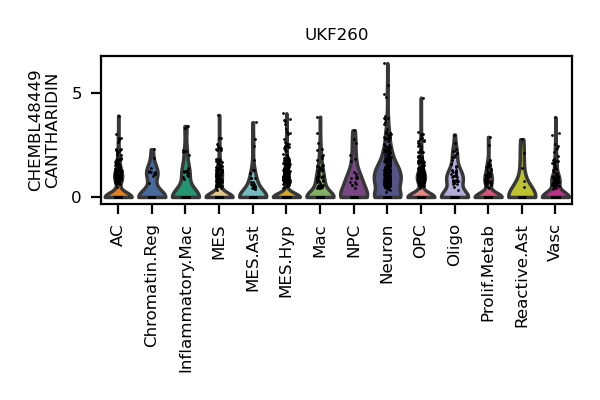 UKF260
CHEMBL48449
CANTHARIDIN
5
0
AC
Chromatin.Reg
Inflammatory.Mac
MES
MES.Ast
MES.Hyp
Mac
NPC
Neuron
OPC
Oligo
Prolif.Metab
Reactive.Ast
Vasc